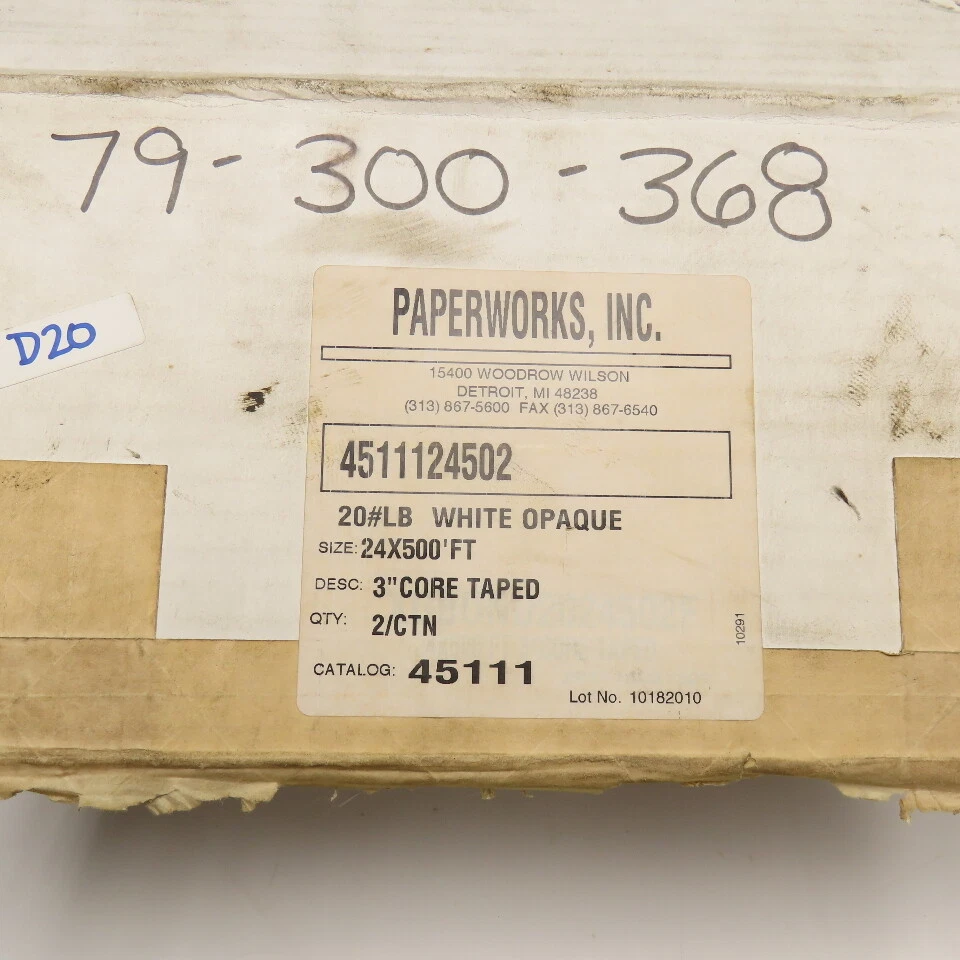 79-300-368
D20
PAPERWORKS, INC.
15400 WOODROW WILSON
DETROIT, MI 48238
(313) 867-5600 FAX (313) 867-6540
4511124502
20#LB WHITE OPAQUE
SIZE: 24X500'FT
DESC: 3"CORE TAPED
QTY: 2/CTN
CATALOG: 45111
10291
Lot No. 10182010